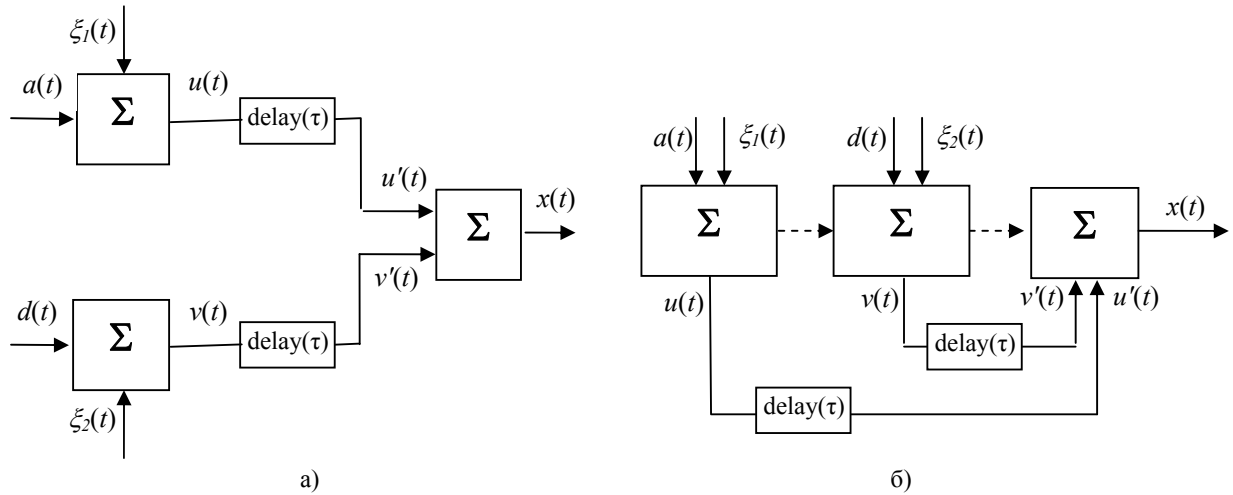 ξ1(t)
a(t)
Σ
u(t)
delay(τ)
u'(t)
Σ
x(t)
v'(t)
d(t)
Σ
v(t)
delay(τ)
ξ2(t)
а)
a(t)
ξ1(t)
d(t)
ξ2(t)
Σ
Σ
Σ
x(t)
u(t)
v(t)
v'(t)
u'(t)
delay(τ)
delay(τ)
б)